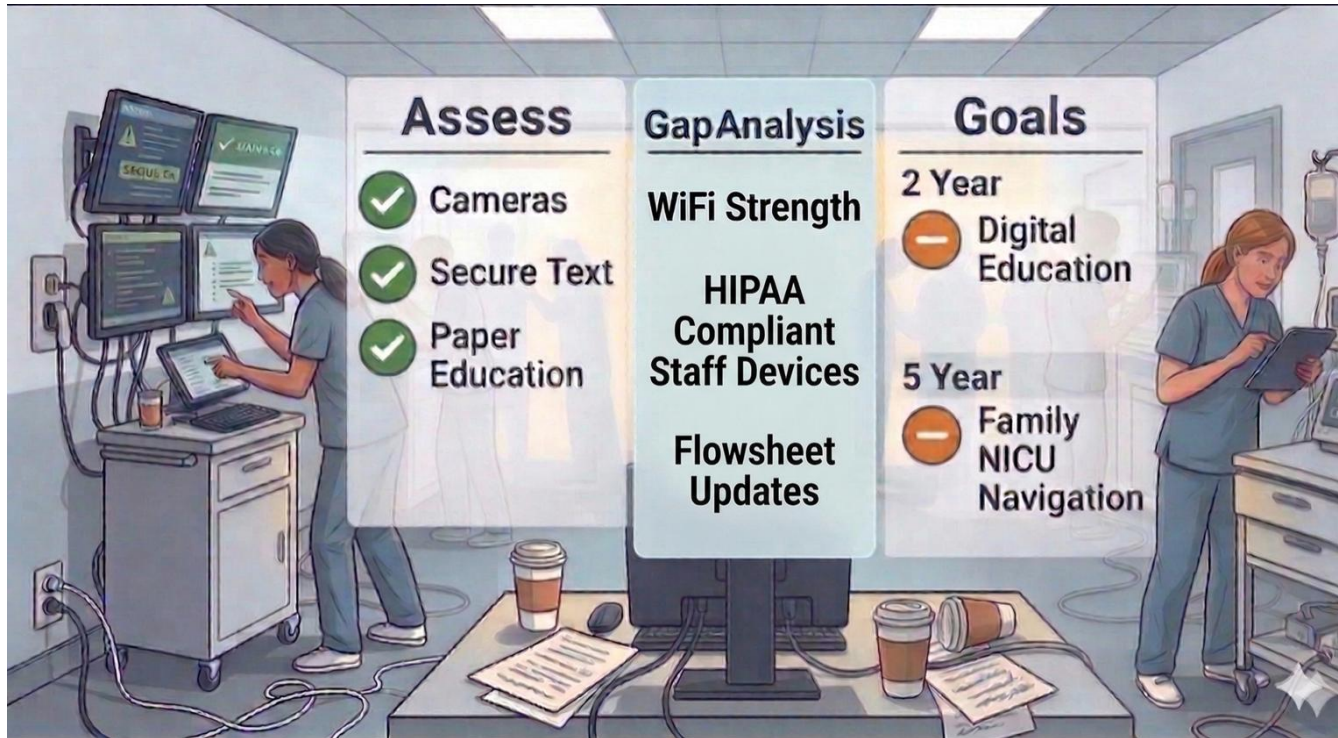 Assess
Cameras
Secure Text
Paper
Education
GapAnalysis
WiFi Strength
HIPAA
Compliant
Staff Devices
Flowsheet
Updates
Goals
2 Year
Digital
Education
5 Year
Family
NICU
Navigation